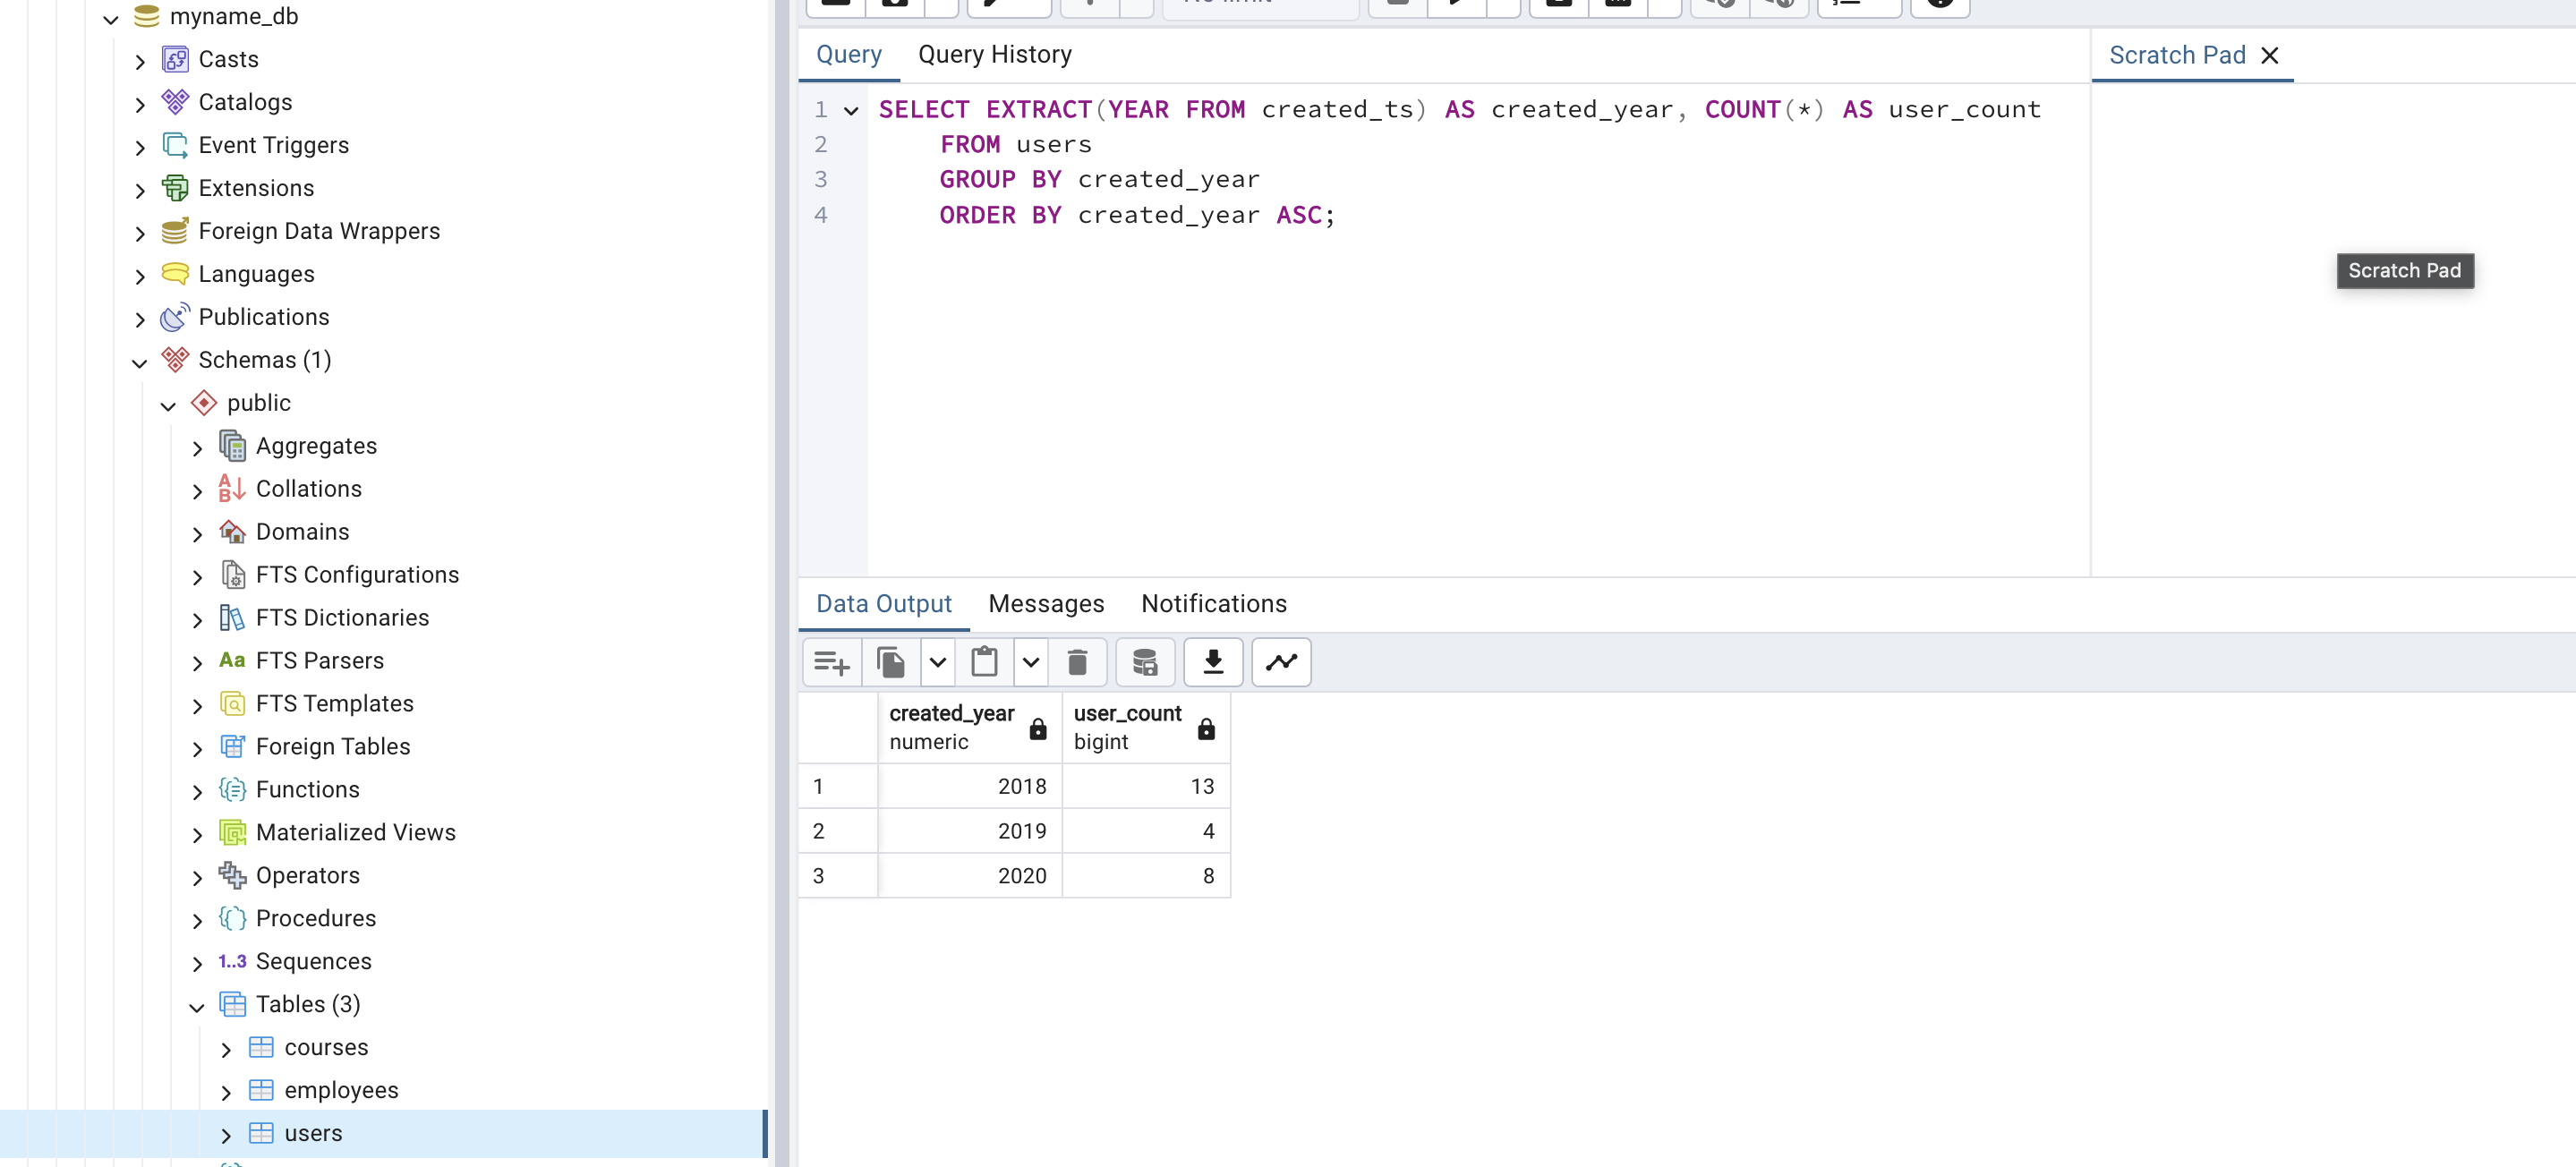 myname_db
Casts
Catalogs
Event Triggers
Extensions
Foreign Data Wrappers
Languages
Publications
Schemas (1)
public
Aggregates
Collations
Domains
FTS Configurations
FTS Dictionaries
Aa FTS Parsers
FTS Templates
Foreign Tables
Functions
Materialized Views
Operators
Procedures
1..3 Sequences
Tables (3)
courses
employees
users
Query Query History
Scratch Pad
1 SELECT EXTRACT(YEAR FROM created_ts) AS created_year, COUNT(*) AS user_count
2 FROM users
3 GROUP BY created_year
4 ORDER BY created_year ASC;
Scratch Pad
Data Output Messages Notifications
created_year user_count
numeric bigint
1 2018 13
2 2019 4
3 2020 8